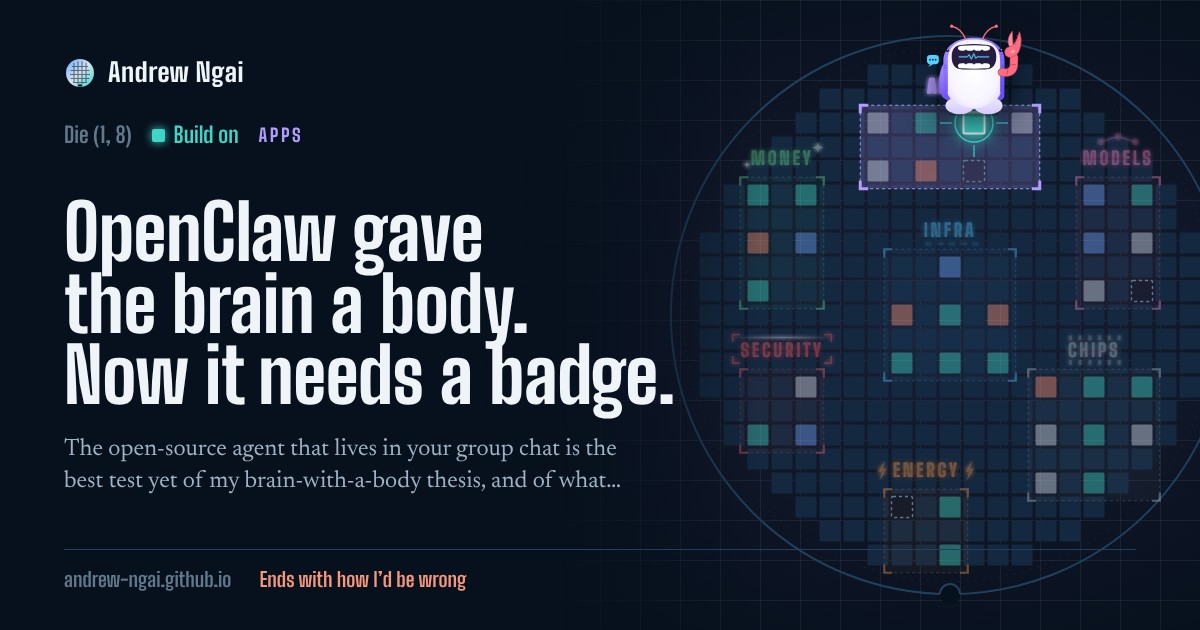 Andrew Ngai
Die (1, 8) Build on APPS
OpenClaw gave
the brain a body.
Now it needs a badge.
The open-source agent that lives in your group chat is the
best test yet of my brain-with-a-body thesis, and of what...
andrew-ngai.github.io Ends with how I'd be wrong
MONEY
MODELS
INFRA
SECURITY
CHIPS
ENERGY